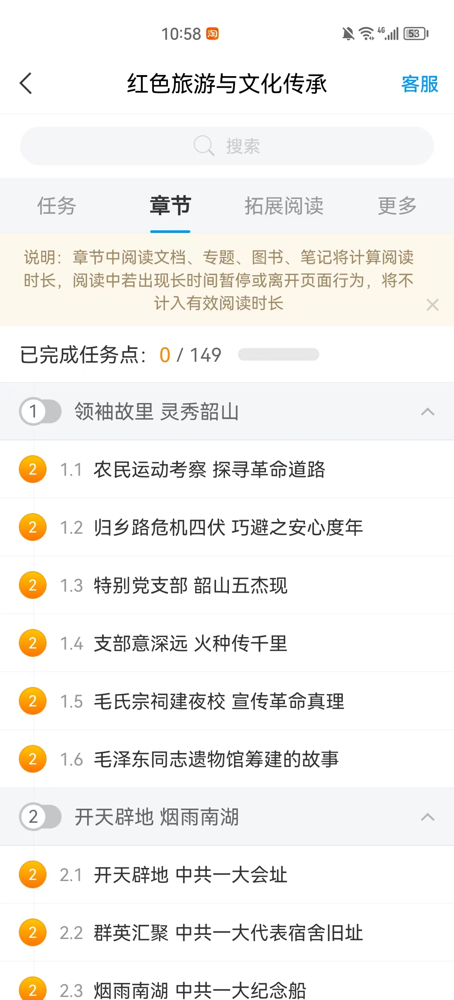 10:58 淘 4G 53
红色旅游与文化传承 客服
搜索
任务 章节 拓展阅读 更多
说明：章节中阅读文档、专题、图书、笔记将计算阅读
时长，阅读中若出现长时间暂停或离开页面行为，将不
计入有效阅读时长
已完成任务点：0 / 149
1 领袖故里 灵秀韶山
2 1.1 农民运动考察 探寻革命道路
2 1.2 归乡路危机四伏 巧避之安心度年
2 1.3 特别党支部 韶山五杰现
2 1.4 支部意深远 火种传千里
2 1.5 毛氏宗祠建夜校 宣传革命真理
2 1.6 毛泽东同志遗物馆筹建的故事
2 开天辟地 烟雨南湖
2 2.1 开天辟地 中共一大会址
2 2.2 群英汇聚 中共一大代表宿舍旧址
2 2.3 烟雨南湖 中共一大纪念船